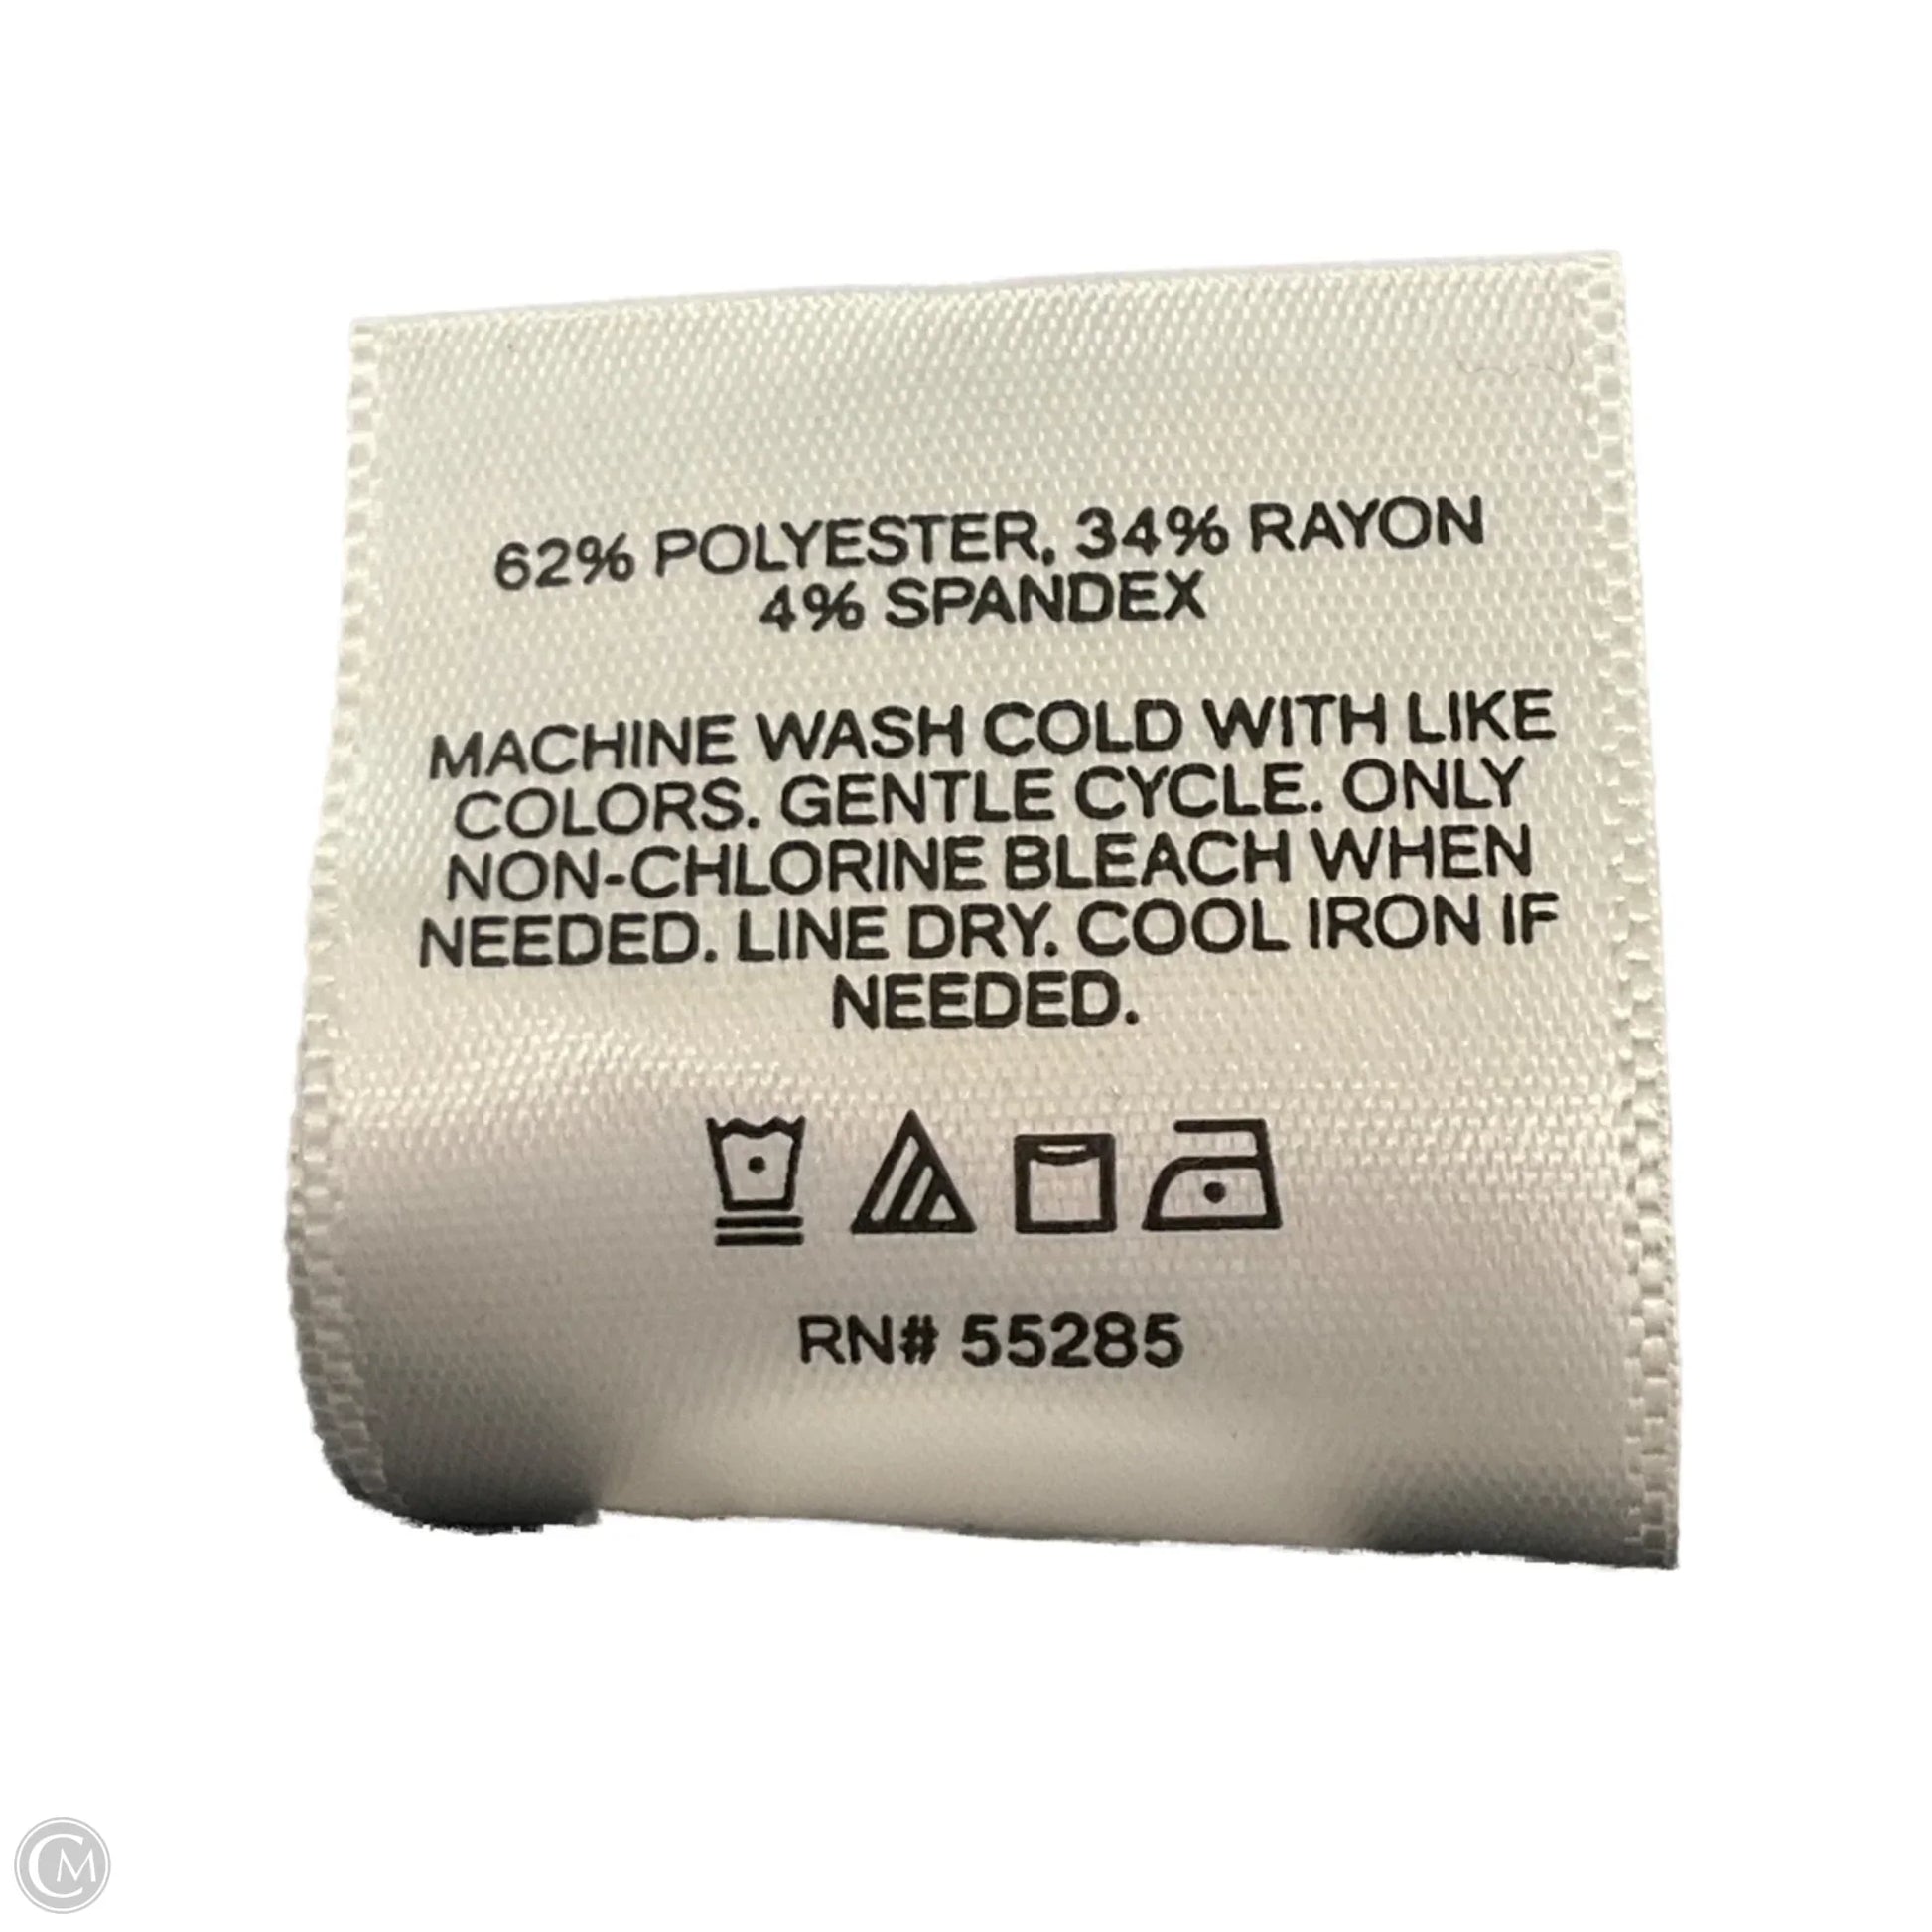 62% POLYESTER, 34% RAYON
4% SPANDEX
MACHINE WASH COLD WITH LIKE
COLORS. GENTLE CYCLE. ONLY
NON-CHLORINE BLEACH WHEN
NEEDED. LINE DRY. COOL IRON IF
NEEDED.
RN# 55285
CM